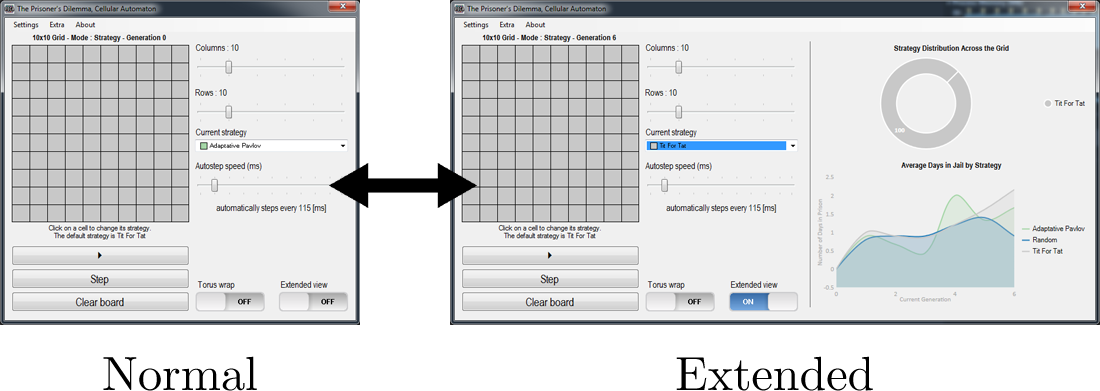 The Prisoner's Dilemma, Cellular Automaton
Settings Extra About
10x10 Grid - Mode : Strategy - Generation 0
Columns : 10
Rows : 10
Current strategy
Adaptative Pavlov
Autostep speed (ms)
automatically steps every 115 [ms]
Click on a cell to change its strategy.
The default strategy is Tit For Tat
Step
Clear board
Torus wrap
OFF
Extended view
OFF
Normal
The Prisoner's Dilemma, Cellular Automaton
Settings Extra About
10x10 Grid - Mode : Strategy - Generation 6
Columns : 10
Rows : 10
Current strategy
Tit For Tat
Autostep speed (ms)
automatically steps every 115 [ms]
Click on a cell to change its strategy.
The default strategy is Tit For Tat
Step
Clear board
Torus wrap
OFF
Extended view
ON
Strategy Distribution Across the Grid
100
Tit For Tat
Average Days in Jail by Strategy
Number of Days in Prison
2.5
2
1.5
1
0.5
0
-0.5
0 2 4 6
Current Generation
Adaptative Pavlov
Random
Tit For Tat
Extended